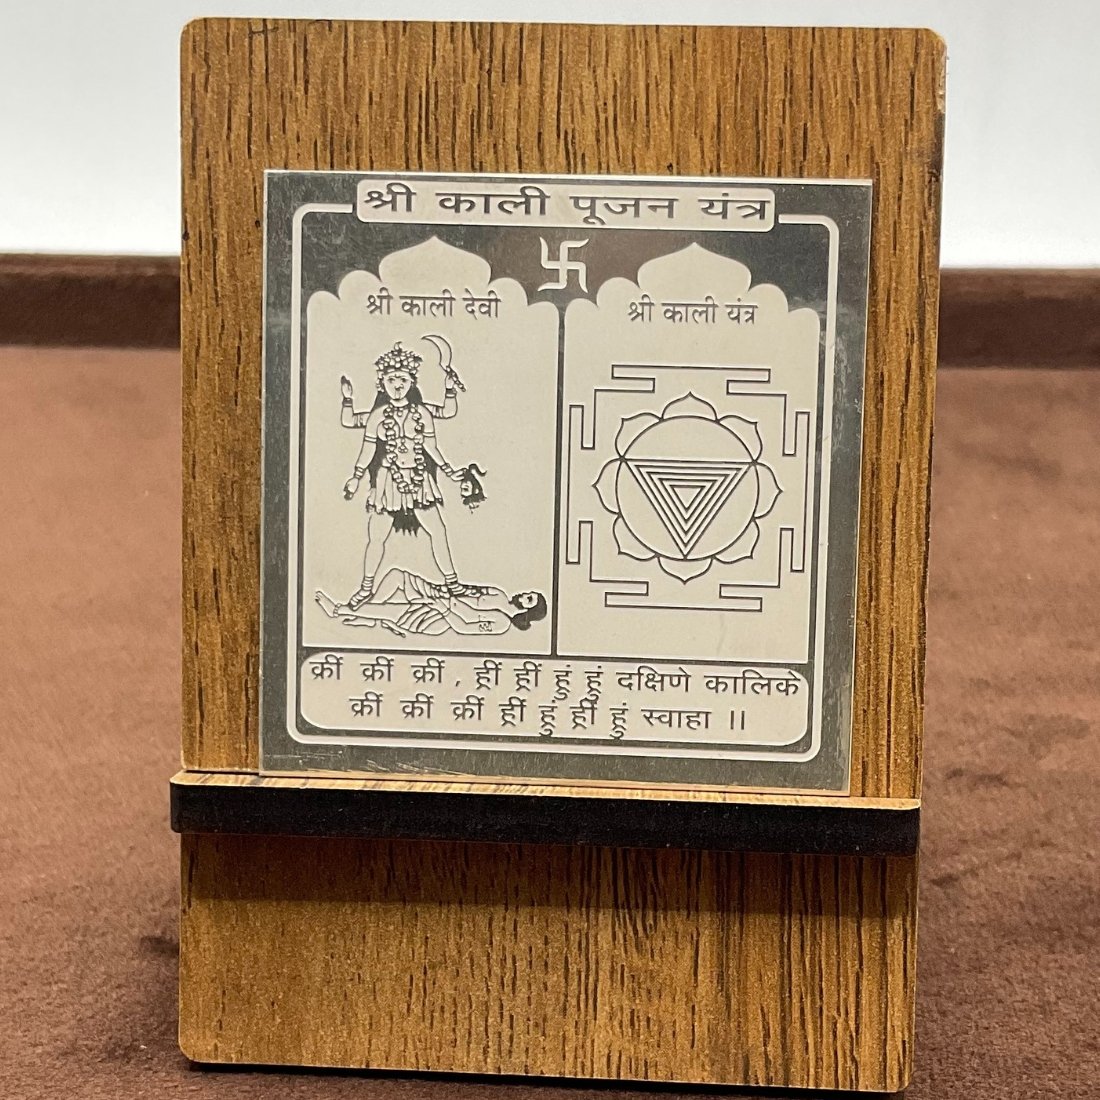 श्री काली पूजन यंत्र
श्री काली देवी
श्री काली यंत्र
क्रीं क्रीं क्रीं , ह्रीं ह्रीं हुं हुं दक्षिणे कालिके
क्रीं क्रीं क्रीं ह्रीं हुं ह्रीं हुं स्वाहा ।।